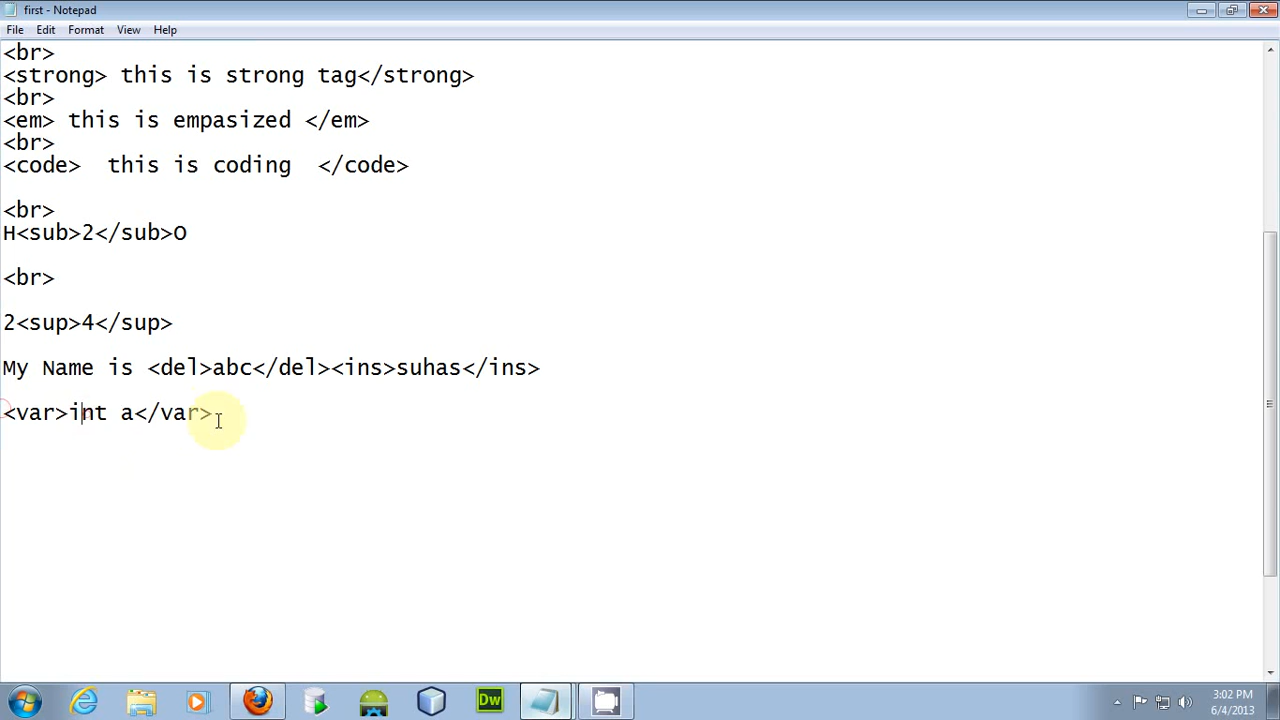 first - Notepad
File Edit Format View Help
<br>
<strong> this is strong tag</strong>
<br>
<em> this is empasized </em>
<br>
<code>  this is coding  </code>
<br>
H<sub>2</sub>O
<br>
2<sup>4</sup>
My Name is <del>abc</del><ins>suhas</ins>
<var>int a</var>
Dw
3:02 PM
6/4/2013